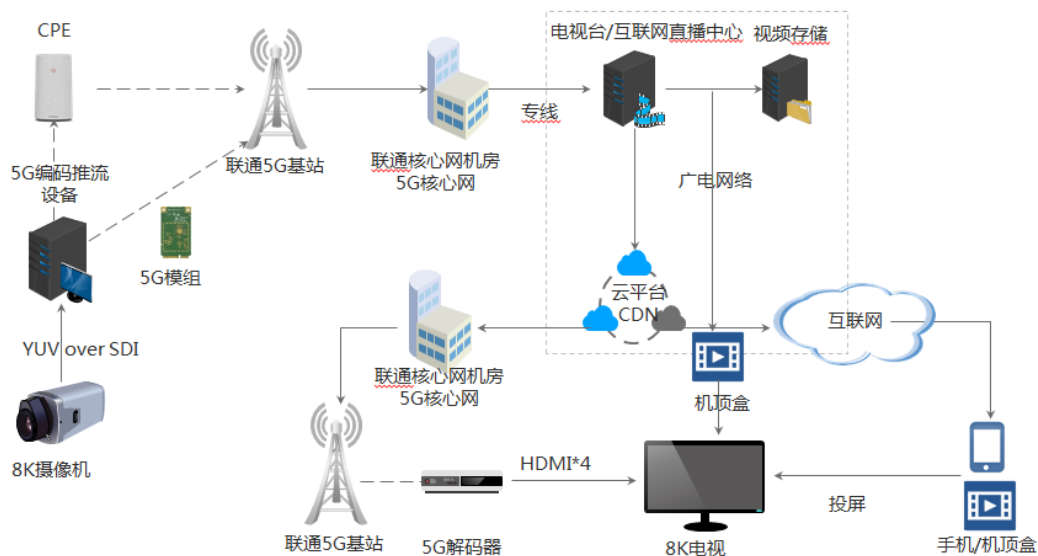 CPE
电视台/互联网直播中心
视频存储
专线
联通5G基站
联通核心网机房
5G核心网
5G编码推流
设备
广电网络
5G模组
云平台
CDN
互联网
YUV over SDI
联通核心网机房
5G核心网
机顶盒
8K摄像机
HDMI*4
投屏
联通5G基站
5G解码器
8K电视
手机/机顶盒